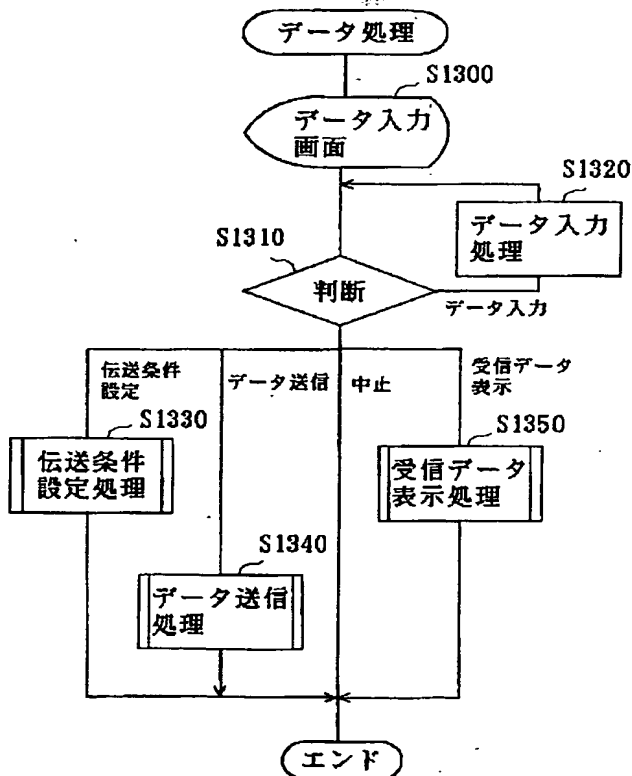 データ処理
S1300
データ入力
画面
S1320
データ入力
処理
S1310
判断
データ入力
伝送条件
設定
データ送信
中止
受信データ
表示
S1330
伝送条件
設定処理
S1350
受信データ
表示処理
S1340
データ送信
処理
エンド